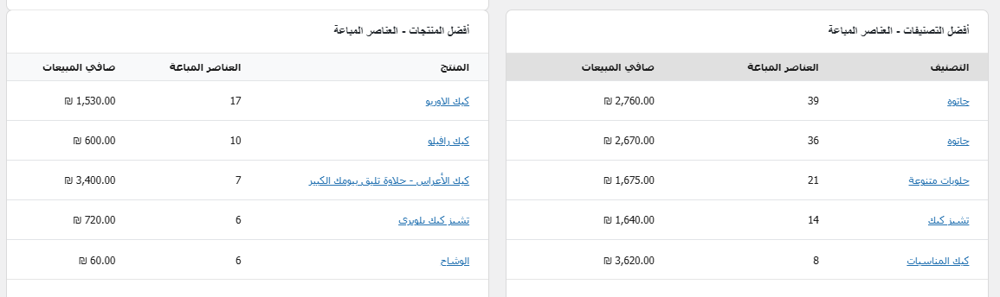 أفضل التصنيفات - العناصر المباعة
التصنيف العناصر المباعة صافي المبيعات
جاتوه 39 2,760.00 ₪
جاتوه 36 2,670.00 ₪
حلويات متنوعة 21 1,675.00 ₪
تشيز كيك 14 1,640.00 ₪
كيك المناسبات 8 3,620.00 ₪
أفضل المنتجات - العناصر المباعة
المنتج العناصر المباعة صافي المبيعات
كيك الاوريو 17 1,530.00 ₪
كيك رافيلو 10 600.00 ₪
كيك الأعراس - حلاوة تليق بيومك الكبير 7 3,400.00 ₪
تشيز كيك بلوبري 6 720.00 ₪
الوشاح 6 60.00 ₪